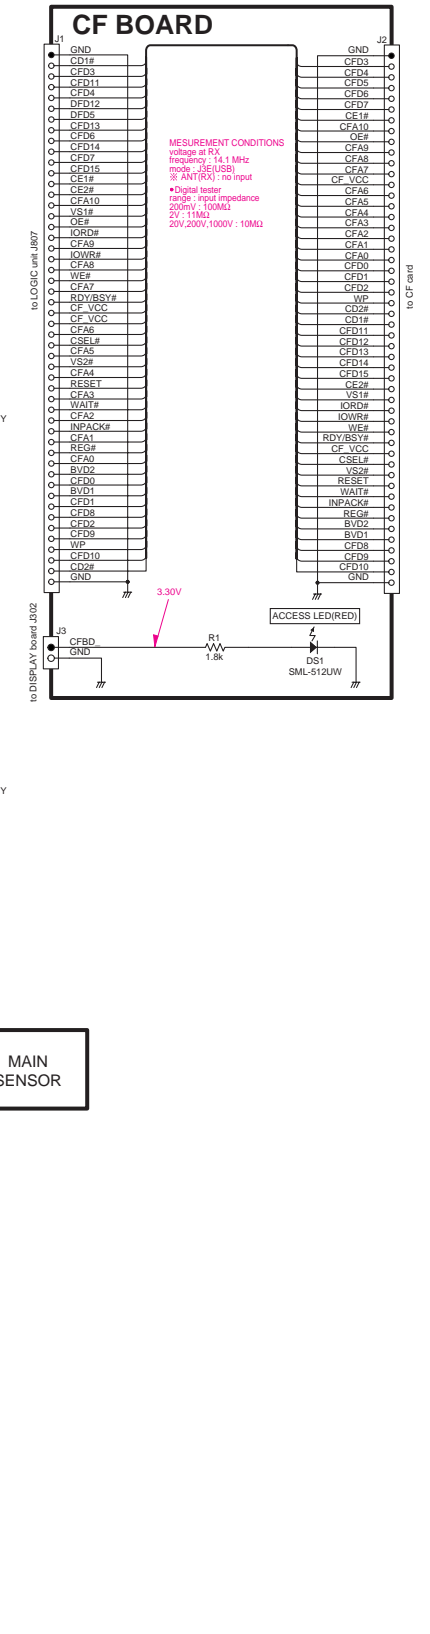 CF BOARD
J1
GND
CD1#
CFD3
CFD11
CFD4
DFD12
DFD5
CFD13
CFD6
CFD14
CFD7
CFD15
CE1#
CE2#
CFA10
VS1#
OE#
IORD#
CFA9
IOWR#
CFA8
WE#
CFA7
RDY/BSY#
CF_VCC
CF_VCC
CFA6
CSEL#
CFA5
VS2#
CFA4
RESET
CFA3
WAIT#
CFA2
INPACK#
CFA1
REG#
CFA0
BVD2
CFD0
BVD1
CFD1
CFD8
CFD2
CFD9
WP
CFD10
CD2#
GND
to LOGIC unit J807
MESUREMENT CONDITIONS
voltage at RX
frequency : 14.1 MHz
mode : J3E(USB)
※ ANT(RX) : no input
●Digital tester
range : input impedance
200mV : 100MΩ
2V : 11MΩ
20V,200V,1000V : 10MΩ
J2
GND
CFD3
CFD4
CFD5
CFD6
CFD7
CE1#
CFA10
OE#
CFA9
CFA8
CFA7
CF_VCC
CFA6
CFA5
CFA4
CFA3
CFA2
CFA1
CFA0
CFD0
CFD1
CFD2
WP
CD2#
CD1#
CFD11
CFD12
CFD13
CFD14
CFD15
CE2#
VS1#
IORD#
IOWR#
WE#
RDY/BSY#
CF_VCC
CSEL#
VS2#
RESET
WAIT#
INPACK#
REG#
BVD2
BVD1
CFD8
CFD9
CFD10
GND
to CF card
Y
3.30V
ACCESS LED(RED)
J3
CFBD_
GND
R1
1.8k
DS1
SML-512UW
to DISPLAY board J302
Y
MAIN
SENSOR